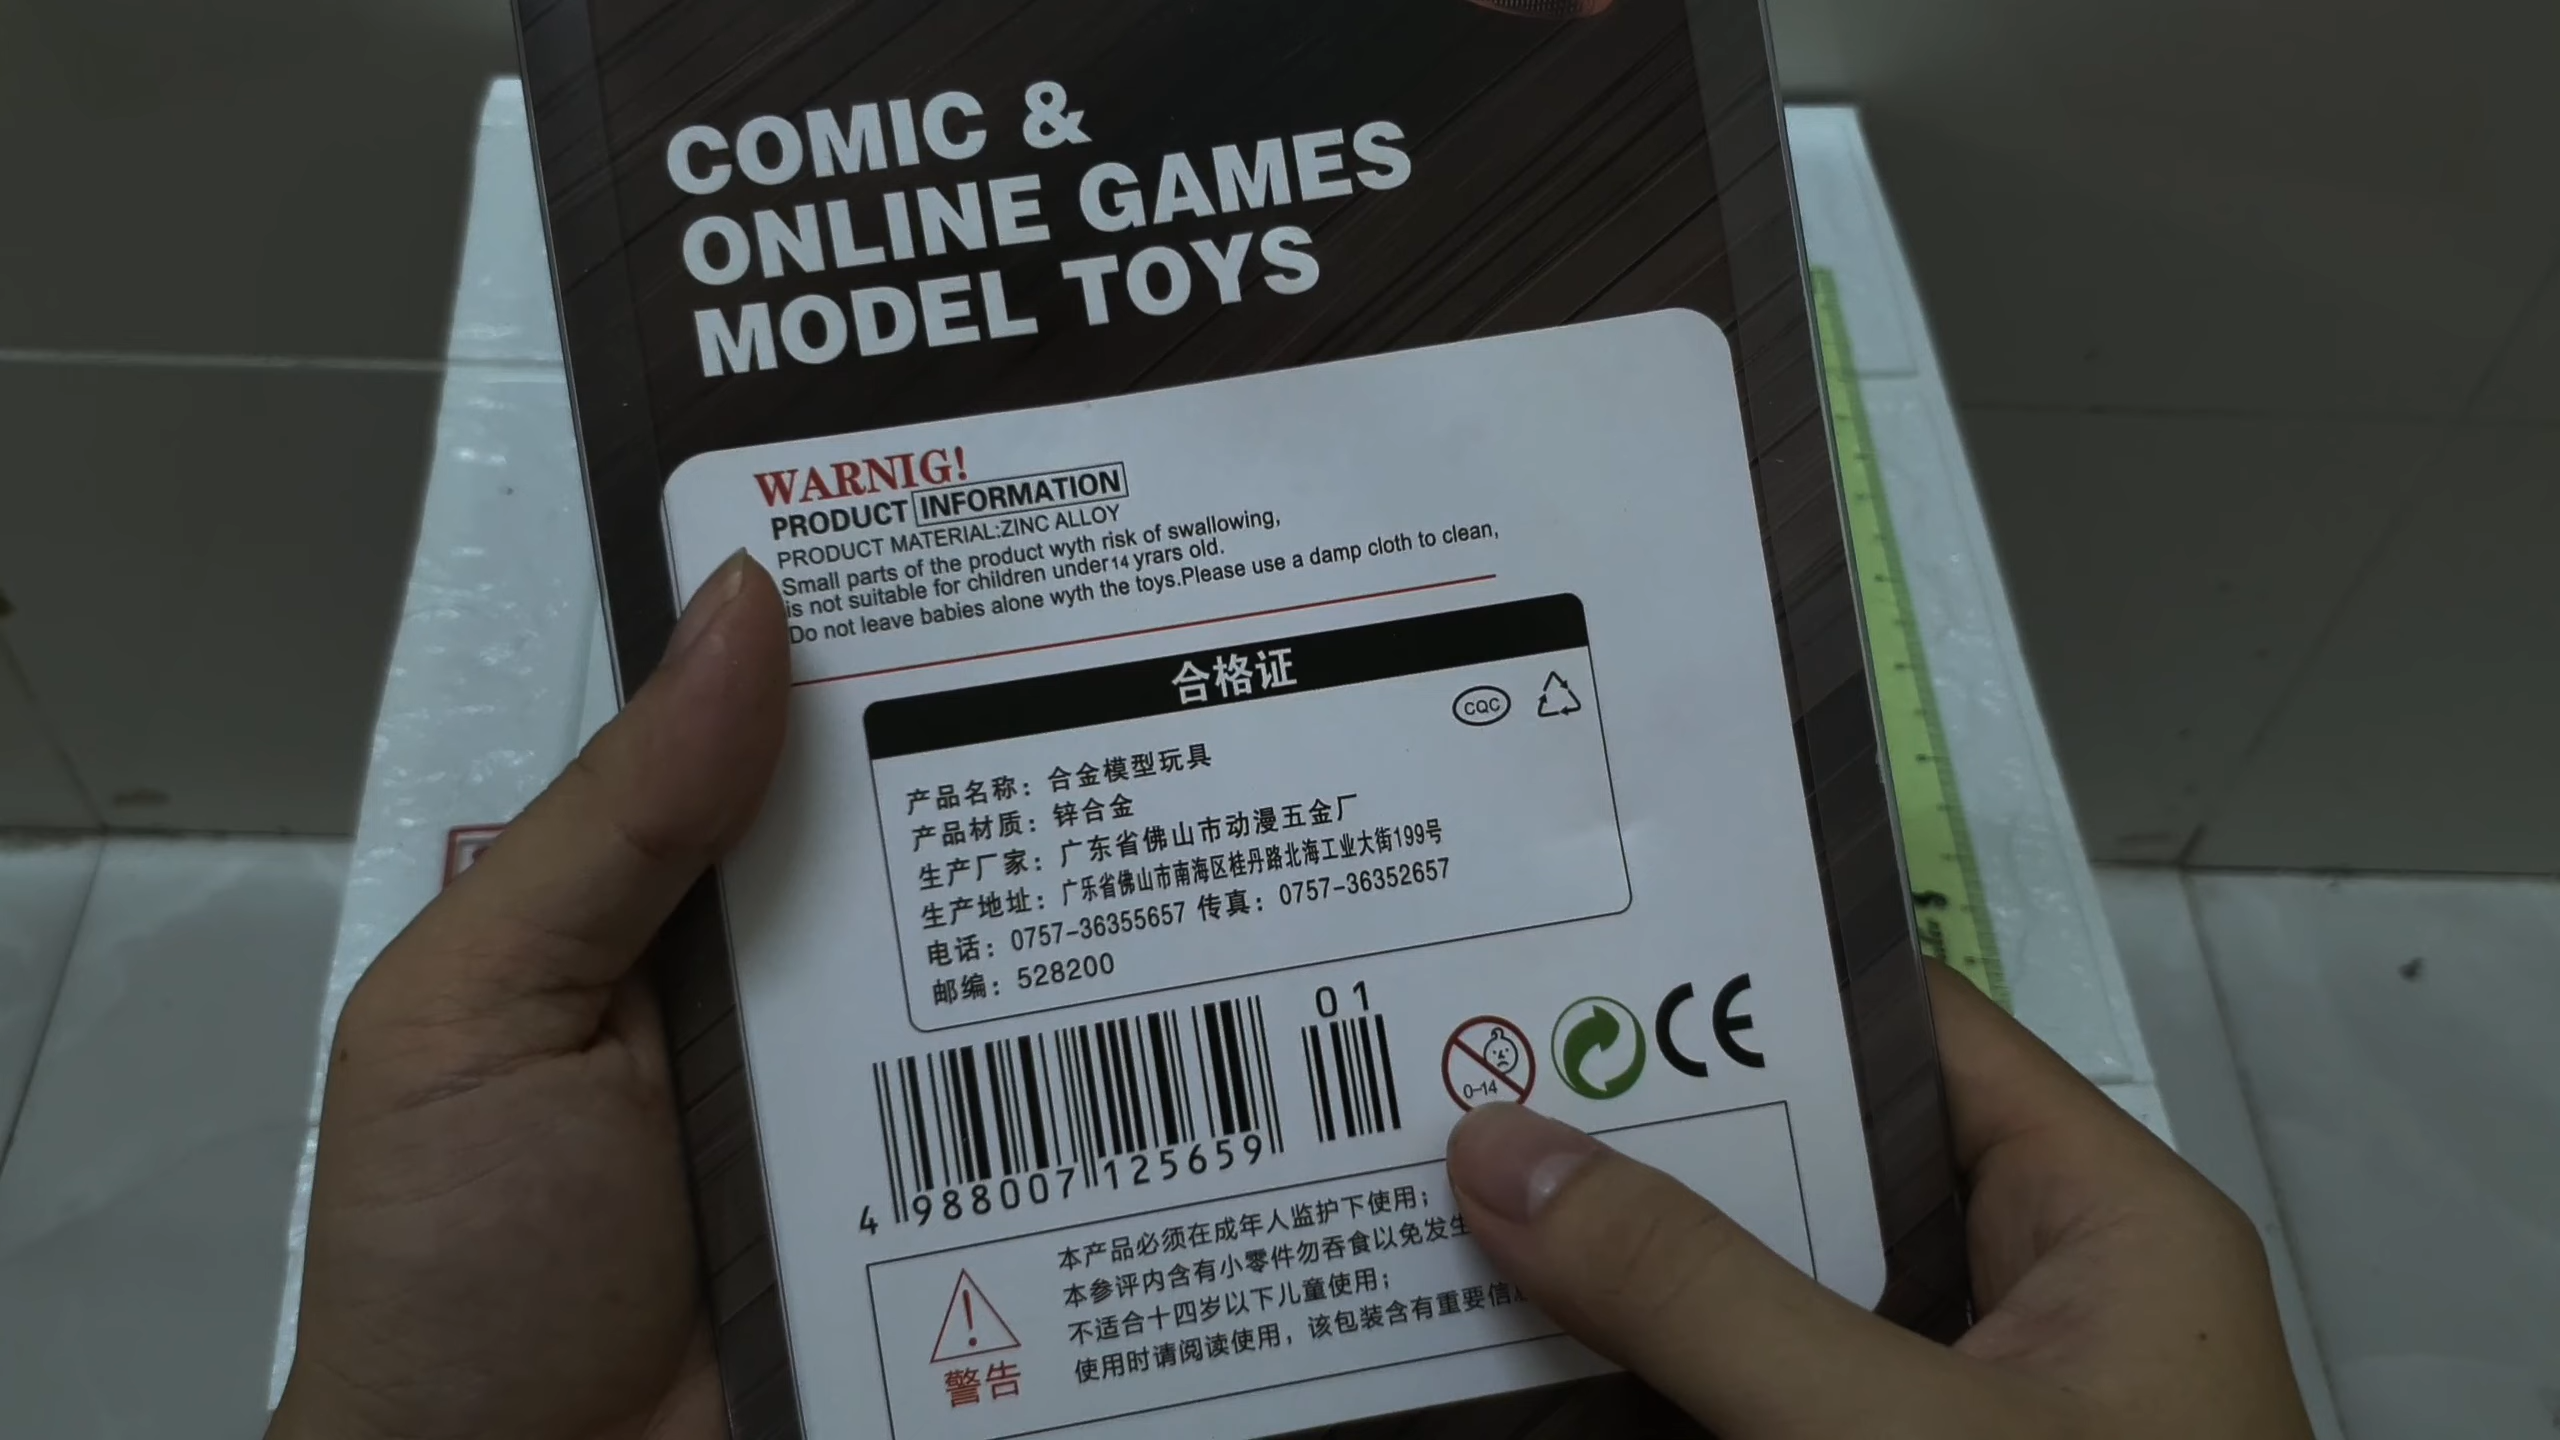 COMIC &
ONLINE GAMES
MODEL TOYS
WARNIG!
PRODUCT INFORMATION
PRODUCT MATERIAL:ZINC ALLOY
Small parts of the product wyth risk of swallowing,
is not suitable for children under14 yrars old.
Do not leave babies alone wyth the toys.Please use a damp cloth to clean,
合格证
CQC
产品名称：合金模型玩具
产品材质：锌合金
生产厂家：广东省佛山市动漫五金厂
生产地址：广乐省佛山市南海区桂丹路北海工业大街199号
电话：0757-36355657 传真：0757-36352657
邮编：528200
01
4 988007 125659
0-14
CE
本产品必须在成年人监护下使用；
本参评内含有小零件勿吞食以免发生
不适合十四岁以下儿童使用；
使用时请阅读使用，该包装含有重要信
警告